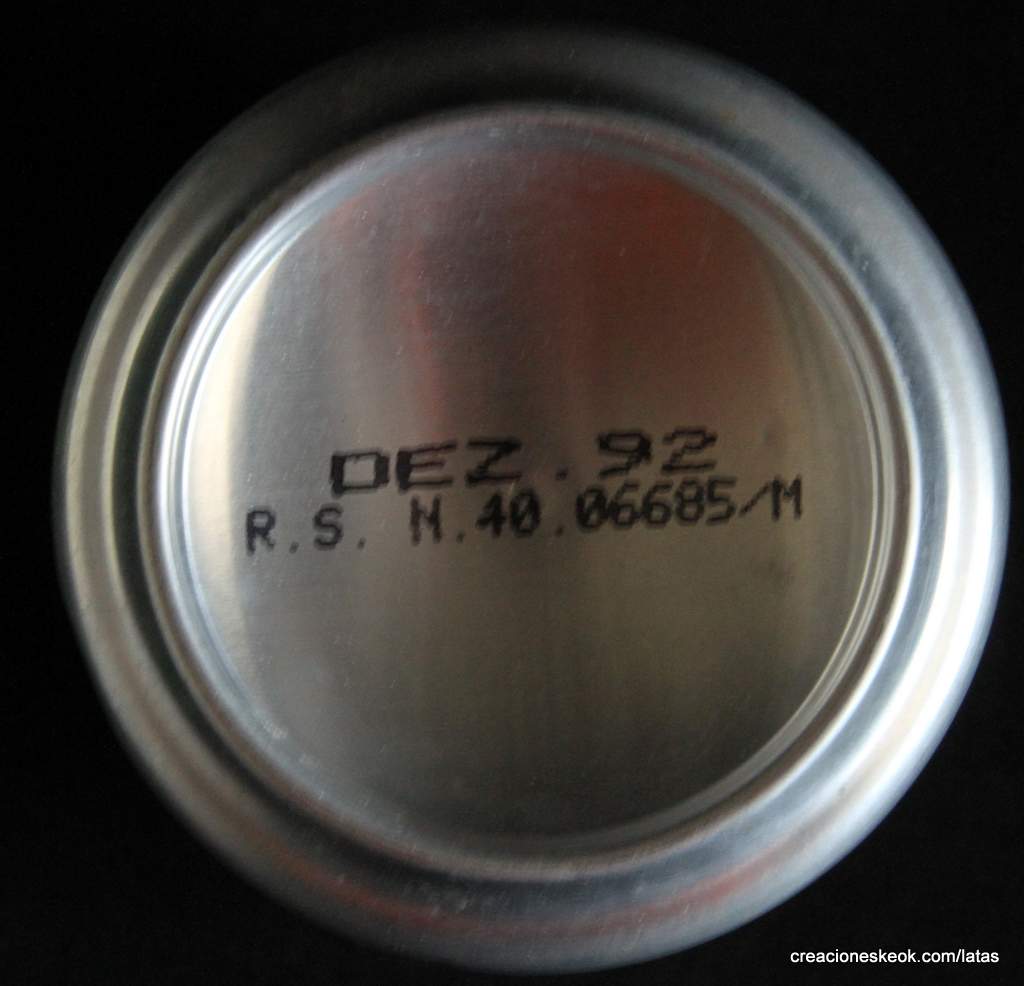 DEZ.92
R.S. N.40.06685/M
creacioneskeok.com/latas